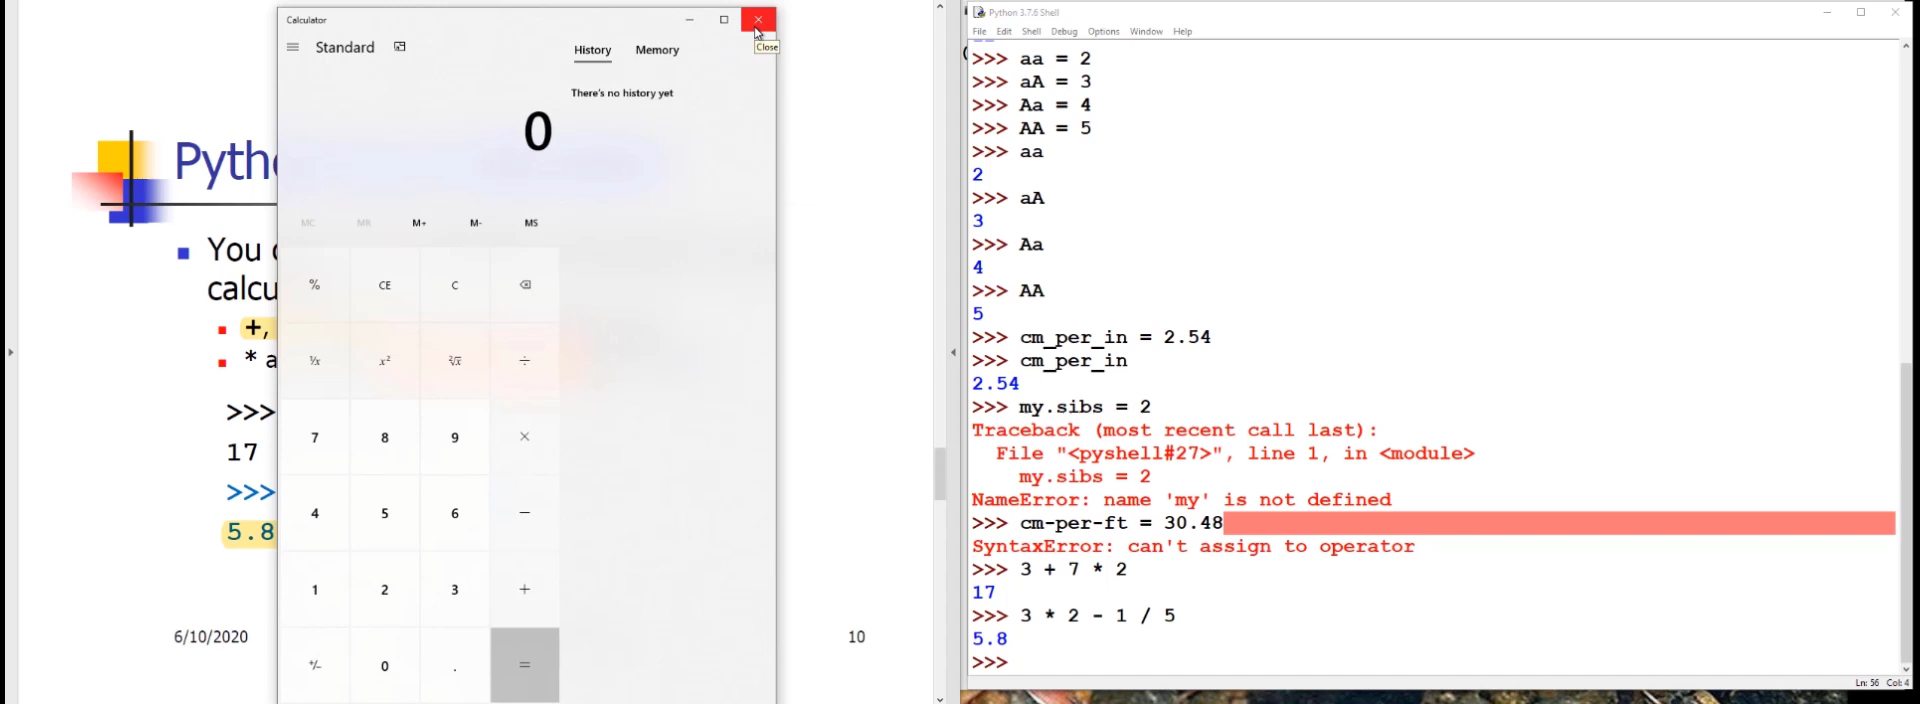 Calculator
Standard
History
Memory
Close
There's no history yet
0
MC MR M+ M- MS
% CE C
⅟x x² ²√x ÷
7 8 9 ×
4 5 6 −
1 2 3 +
+/− 0 . =
You
calcu
+,
* a
>>>
17
>>>
5.8
6/10/2020
10
Python 3.7.6 Shell
File Edit Shell Debug Options Window Help
>>> aa = 2
>>> aA = 3
>>> Aa = 4
>>> AA = 5
>>> aa
2
>>> aA
3
>>> Aa
4
>>> AA
5
>>> cm_per_in = 2.54
>>> cm_per_in
2.54
>>> my.sibs = 2
Traceback (most recent call last):
File "<pyshell#27>", line 1, in <module>
my.sibs = 2
NameError: name 'my' is not defined
>>> cm-per-ft = 30.48
SyntaxError: can't assign to operator
>>> 3 + 7 * 2
17
>>> 3 * 2 - 1 / 5
5.8
>>>
Ln: 56 Col: 4